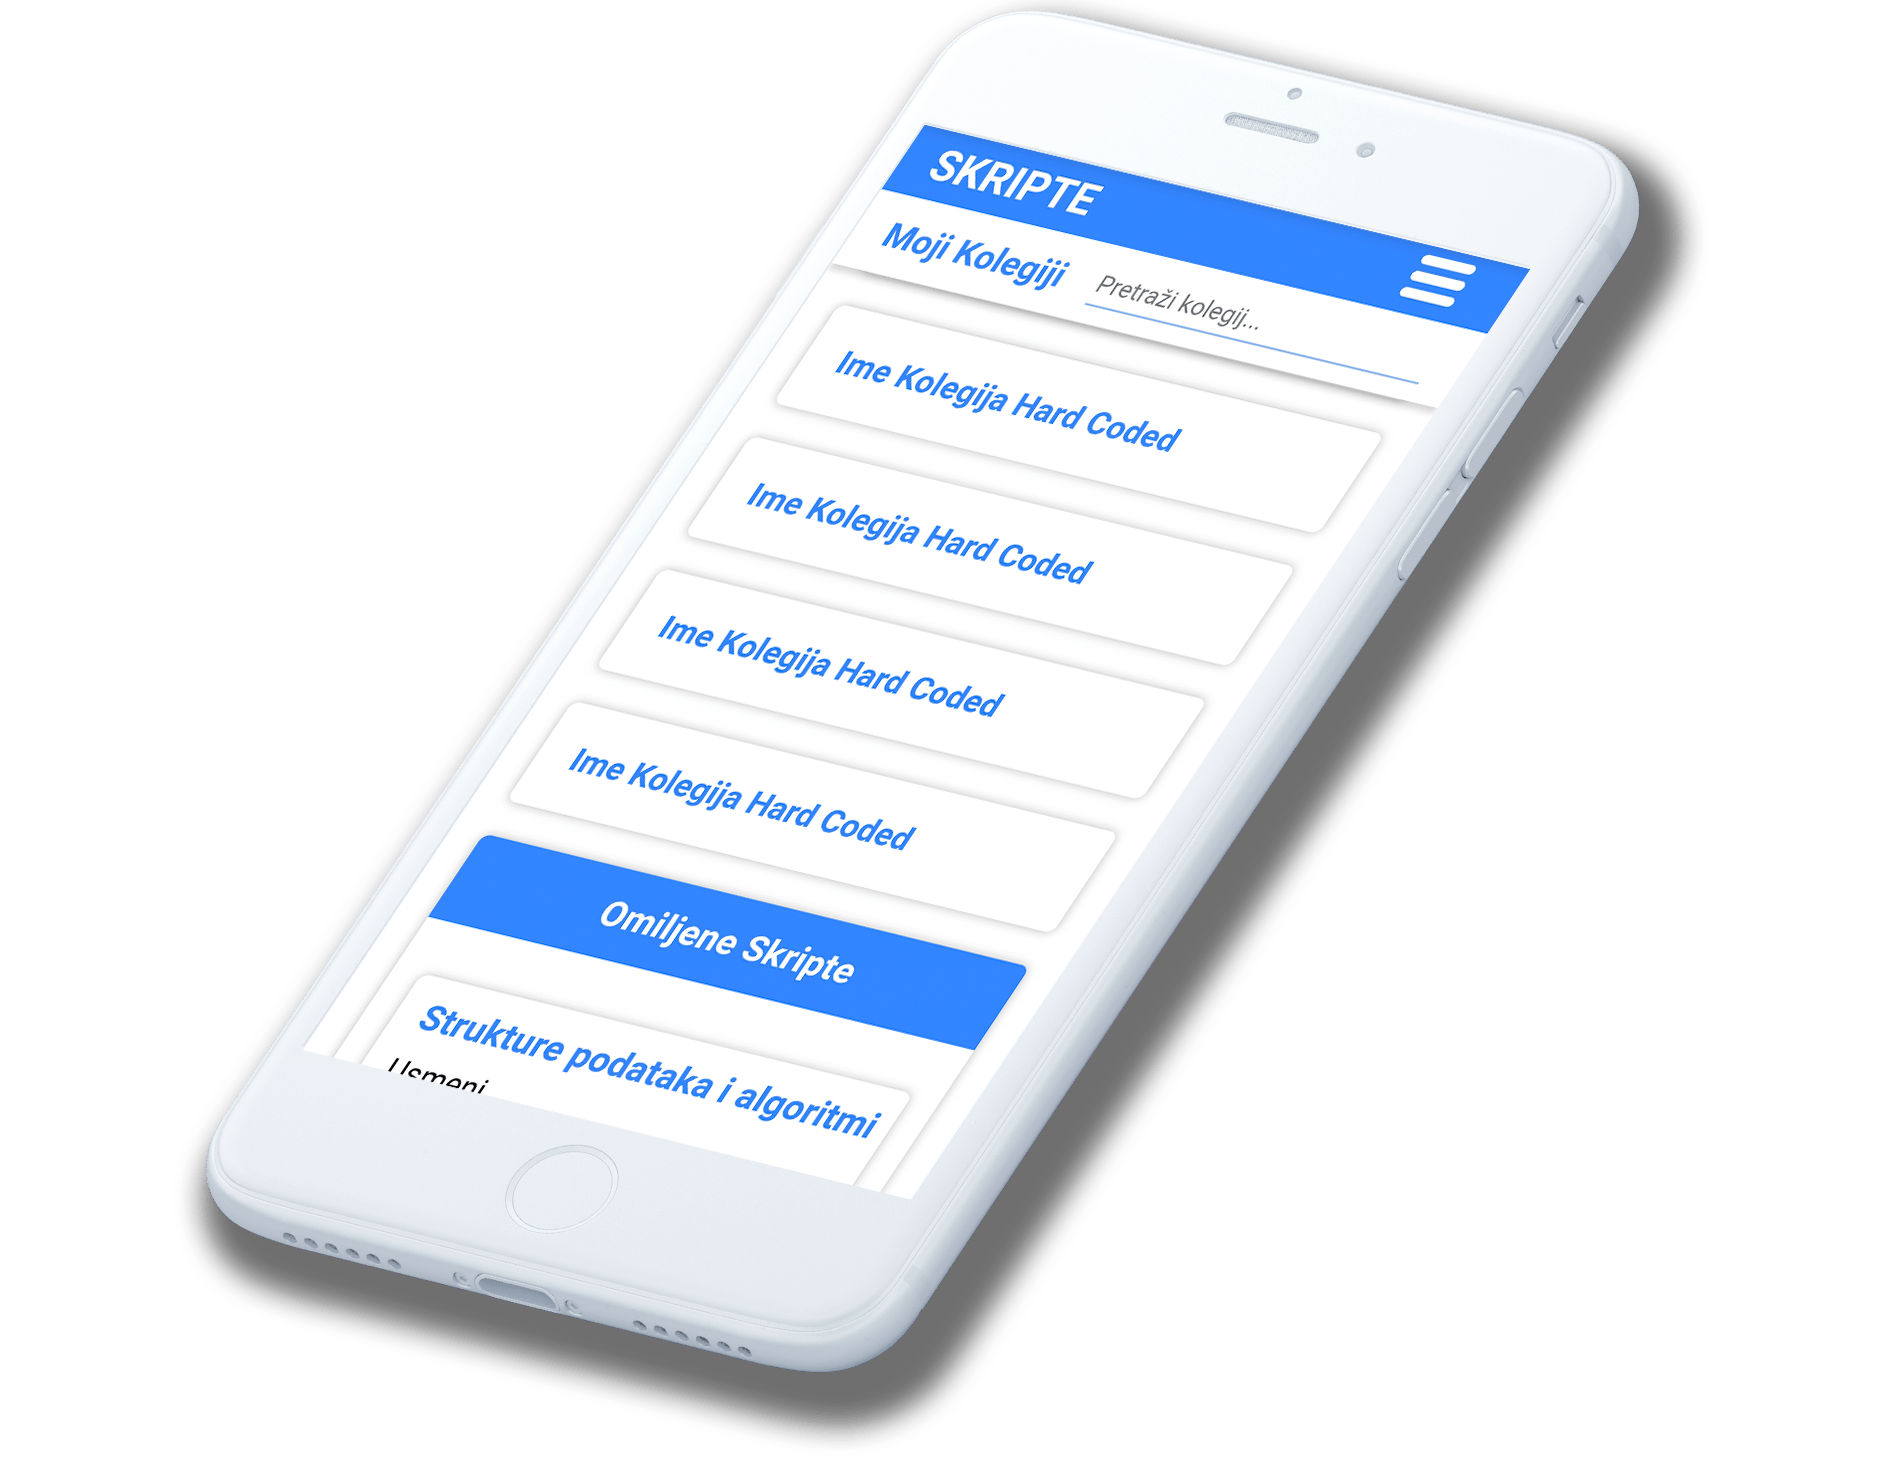 SKRIPTE
Moji Kolegiji
Pretraži kolegij...
Ime Kolegija Hard Coded
Ime Kolegija Hard Coded
Ime Kolegija Hard Coded
Ime Kolegija Hard Coded
Omiljene Skripte
Strukture podataka i algoritmi
Usmeni